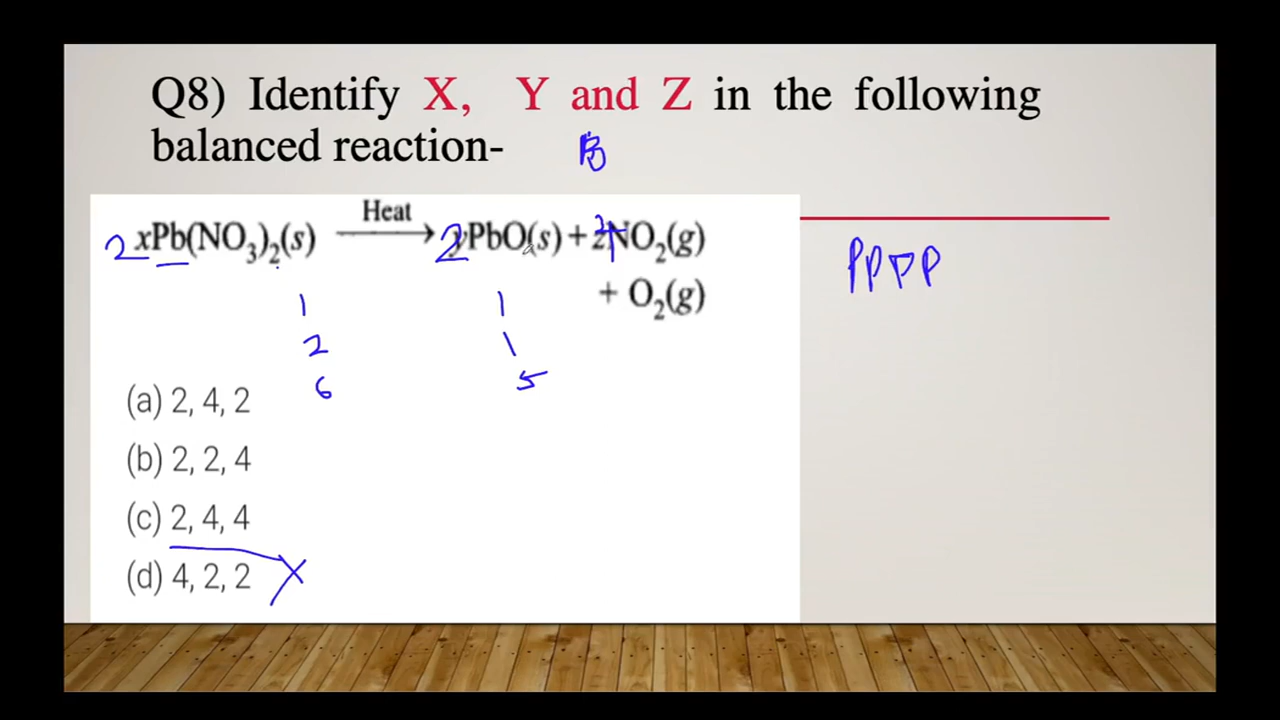 Q8) Identify X, Y and Z in the following
balanced reaction-
xPb(NO₃)₂(s) Heat → yPbO(s) + zNO₂(g)
+ O₂(g)
2 2
1 1
2 1
6 5
PPPP
(a) 2, 4, 2
(b) 2, 2, 4
(c) 2, 4, 4
(d) 4, 2, 2 X